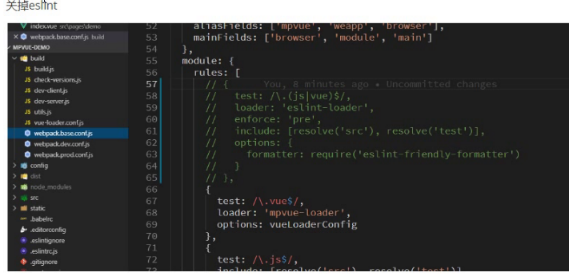 关掉eslint
index.vue src\pages\demo
webpack.base.conf.js build
MPVUE-DEMO
build
build.js
check-versions.js
dev-client.js
dev-server.js
utils.js
vue-loader.conf.js
webpack.base.conf.js
webpack.dev.conf.js
webpack.prod.conf.js
config
dist
node_modules
src
static
.babelrc
.editorconfig
.eslintignore
.eslintrc.js
.gitignore
52 aliasFields: ['mpvue', 'weapp', 'browser'],
53 mainFields: ['browser', 'module', 'main']
54 },
55 module: {
56 rules: [
57 // { You, 8 minutes ago • Uncommitted changes
58 // test: /\.(js|vue)$/,
59 // loader: 'eslint-loader',
60 // enforce: 'pre',
61 // include: [resolve('src'), resolve('test')],
62 // options: {
63 // formatter: require('eslint-friendly-formatter')
64 // }
65 // },
66 {
67 test: /\.vue$/,
68 loader: 'mpvue-loader',
69 options: vueLoaderConfig
70 },
71 {
72 test: /\.js$/,
73 include: [resolve('src'), resolve('test')],